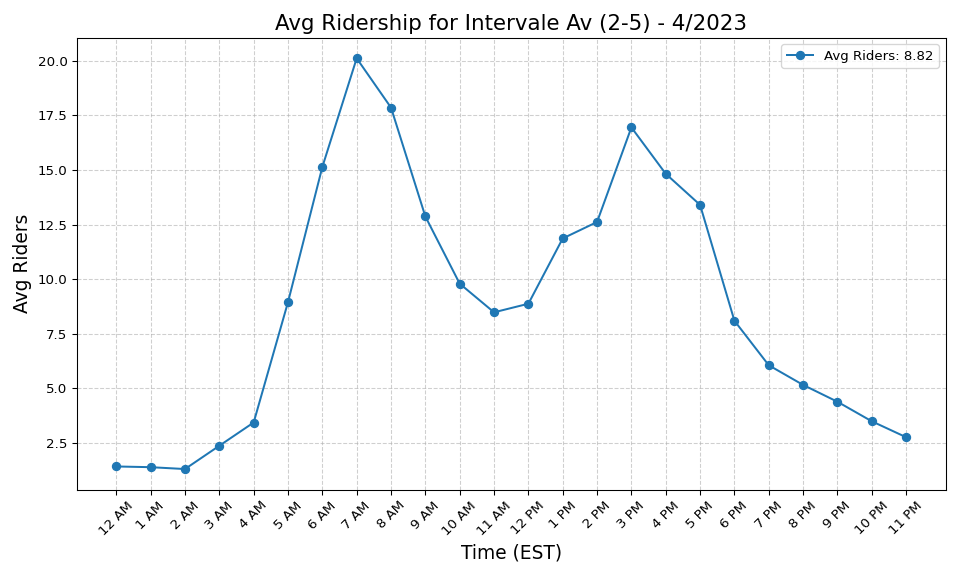 Avg Ridership for Intervale Av (2-5) - 4/2023
Avg Riders: 8.82
Avg Riders
20.0
17.5
15.0
12.5
10.0
7.5
5.0
2.5
12 AM
1 AM
2 AM
3 AM
4 AM
5 AM
6 AM
7 AM
8 AM
9 AM
10 AM
11 AM
12 PM
1 PM
2 PM
3 PM
4 PM
5 PM
6 PM
7 PM
8 PM
9 PM
10 PM
11 PM
Time (EST)